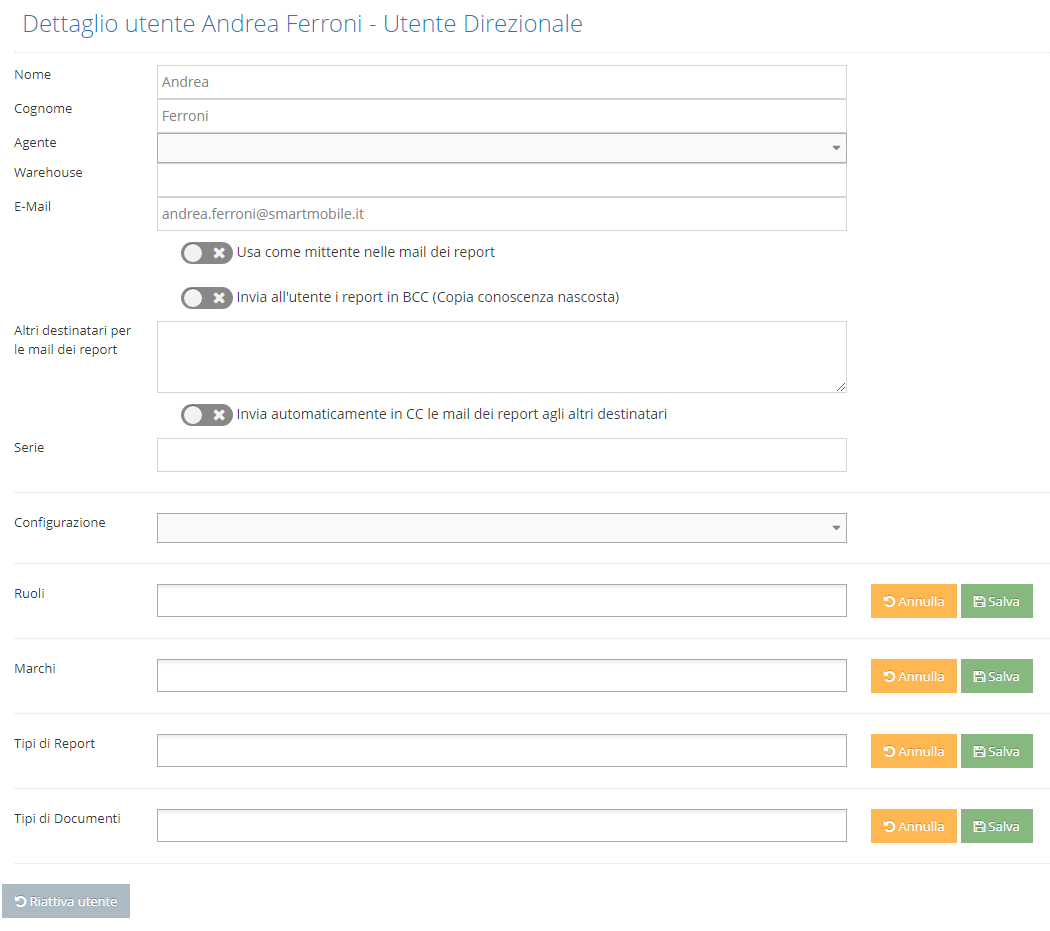 Dettaglio utente Andrea Ferroni - Utente Direzionale
Nome
Andrea
Cognome
Ferroni
Agente
Warehouse
E-Mail
andrea.ferroni@smartmobile.it
Usa come mittente nelle mail dei report
Invia all'utente i report in BCC (Copia conoscenza nascosta)
Altri destinatari per
le mail dei report
Invia automaticamente in CC le mail dei report agli altri destinatari
Serie
Configurazione
Ruoli
Annulla
Salva
Marchi
Annulla
Salva
Tipi di Report
Annulla
Salva
Tipi di Documenti
Annulla
Salva
Riattiva utente